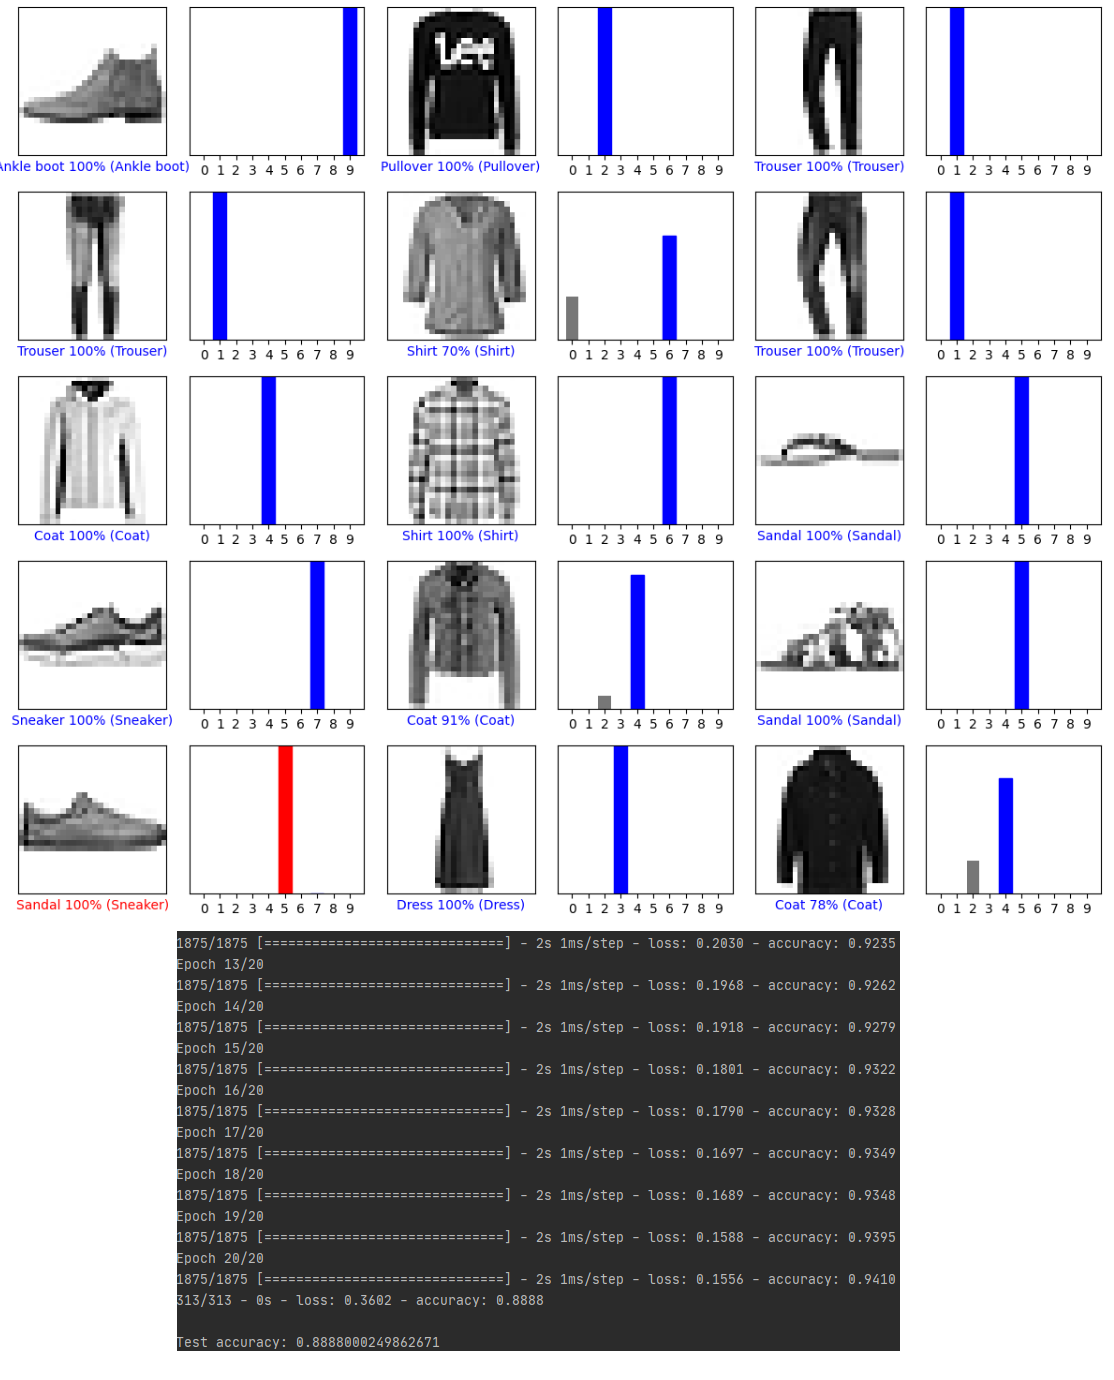 Lee
0 1 2 3 4 5 6 7 8 9 0 1 2 3 4 5 6 7 8 9 0 1 2 3 4 5 6 7 8 9
Ankle boot 100% (Ankle boot) Pullover 100% (Pullover) Trouser 100% (Trouser)
0 1 2 3 4 5 6 7 8 9 0 1 2 3 4 5 6 7 8 9 0 1 2 3 4 5 6 7 8 9
Trouser 100% (Trouser) Shirt 70% (Shirt) Trouser 100% (Trouser)
0 1 2 3 4 5 6 7 8 9 0 1 2 3 4 5 6 7 8 9 0 1 2 3 4 5 6 7 8 9
Coat 100% (Coat) Shirt 100% (Shirt) Sandal 100% (Sandal)
0 1 2 3 4 5 6 7 8 9 0 1 2 3 4 5 6 7 8 9 0 1 2 3 4 5 6 7 8 9
Sneaker 100% (Sneaker) Coat 91% (Coat) Sandal 100% (Sandal)
0 1 2 3 4 5 6 7 8 9 0 1 2 3 4 5 6 7 8 9 0 1 2 3 4 5 6 7 8 9
Sandal 100% (Sneaker) Dress 100% (Dress) Coat 78% (Coat)
1875/1875 [==============================] - 2s 1ms/step - loss: 0.2030 - accuracy: 0.9235
Epoch 13/20
1875/1875 [==============================] - 2s 1ms/step - loss: 0.1968 - accuracy: 0.9262
Epoch 14/20
1875/1875 [==============================] - 2s 1ms/step - loss: 0.1918 - accuracy: 0.9279
Epoch 15/20
1875/1875 [==============================] - 2s 1ms/step - loss: 0.1801 - accuracy: 0.9322
Epoch 16/20
1875/1875 [==============================] - 2s 1ms/step - loss: 0.1790 - accuracy: 0.9328
Epoch 17/20
1875/1875 [==============================] - 2s 1ms/step - loss: 0.1697 - accuracy: 0.9349
Epoch 18/20
1875/1875 [==============================] - 2s 1ms/step - loss: 0.1689 - accuracy: 0.9348
Epoch 19/20
1875/1875 [==============================] - 2s 1ms/step - loss: 0.1588 - accuracy: 0.9395
Epoch 20/20
1875/1875 [==============================] - 2s 1ms/step - loss: 0.1556 - accuracy: 0.9410
313/313 - 0s - loss: 0.3602 - accuracy: 0.8888
Test accuracy: 0.8888000249862671